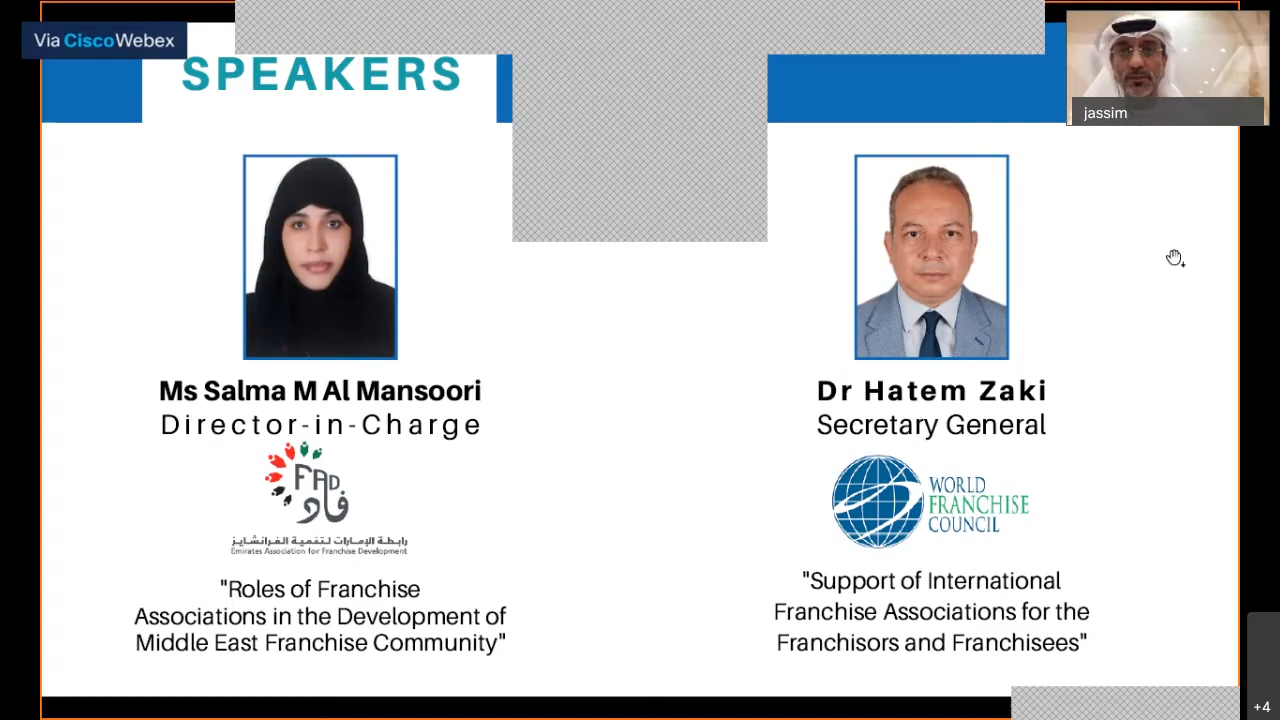 Via Cisco Webex
SPEAKERS
jassim
Ms Salma M Al Mansoori
Director-in-Charge
FAD
فاد
رابطة الإمارات لتنمية الفرانشايز
Emirates Association for Franchise Development
"Roles of Franchise
Associations in the Development of
Middle East Franchise Community"
Dr Hatem Zaki
Secretary General
WORLD
FRANCHISE
COUNCIL
"Support of International
Franchise Associations for the
Franchisors and Franchisees"
+4